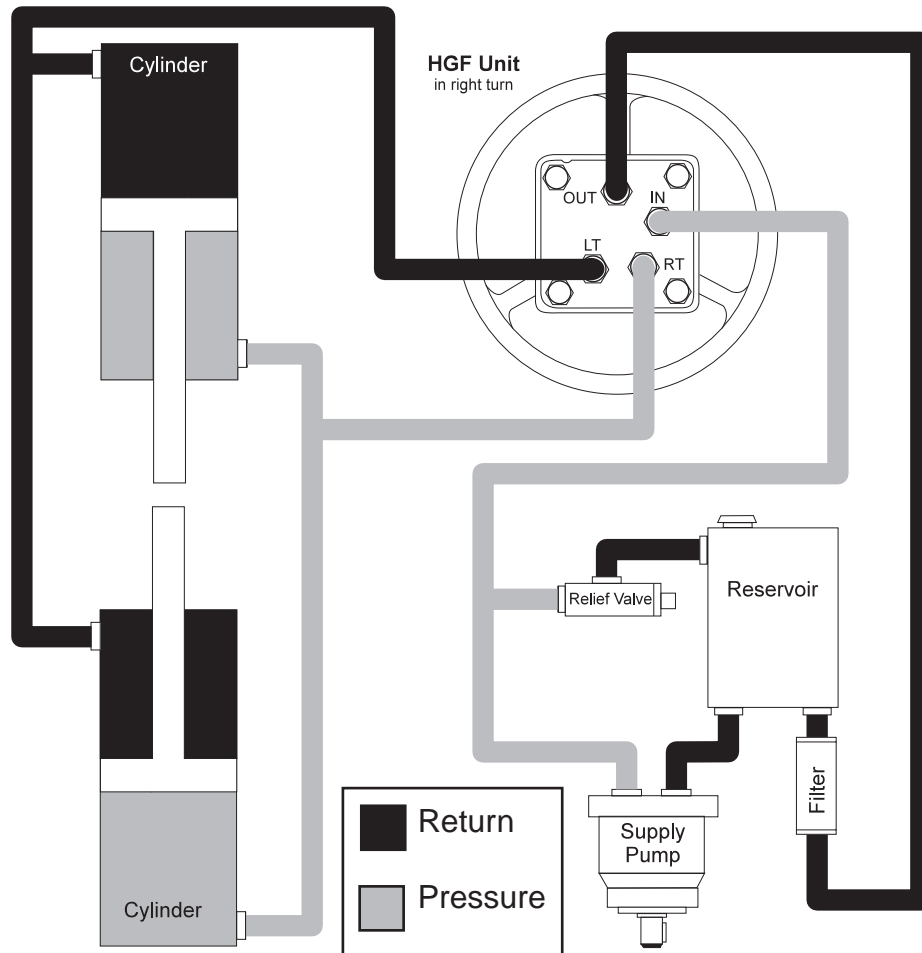 Cylinder
HGF Unit
in right turn
OUT
IN
LT
RT
Relief Valve
Reservoir
Filter
Supply
Pump
Return
Pressure
Cylinder